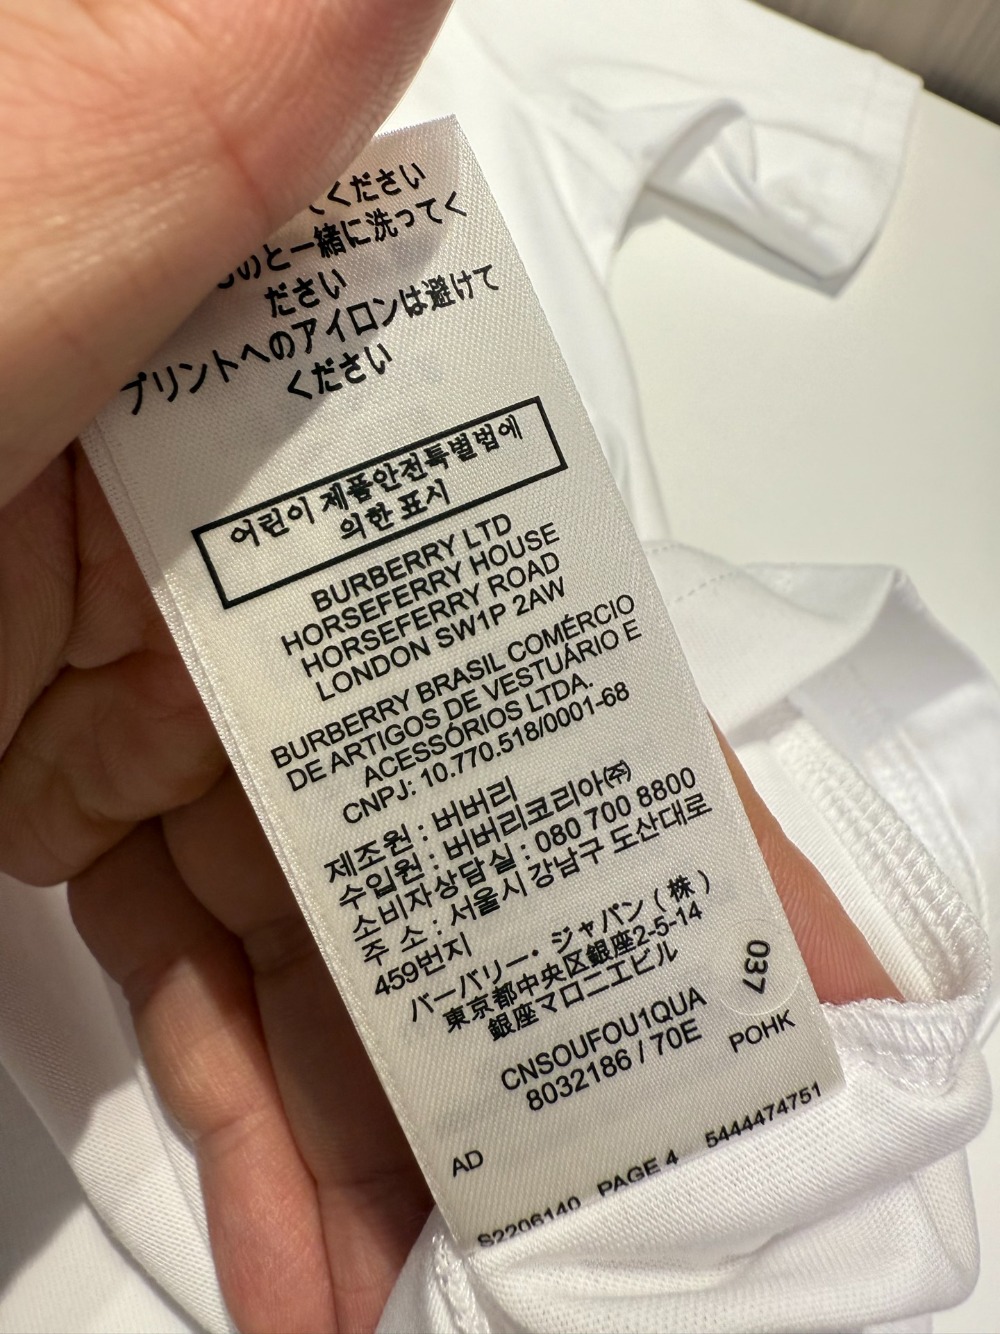 てください
ものと一緒に洗ってく
ださい
プリントへのアイロンは避けて
ください
어린이 제품안전특별법에
의한 표시
BURBERRY LTD
HORSEFERRY HOUSE
HORSEFERRY ROAD
LONDON SW1P 2AW
BURBERRY BRASIL COMÉRCIO
DE ARTIGOS DE VESTUÁRIO E
ACESSÓRIOS LTDA.
CNPJ: 10.770.518/0001-68
제조원 : 버버리
수입원 : 버버리코리아㈜
소비자상담실 : 080 700 8800
주 소 : 서울시 강남구 도산대로
459번지
バーバリー・ジャパン ( 株 )
東京都中央区銀座2-5-14
銀座マロニエビル
037
CNSOUFOU1QUA
8032186 / 70E
POHK
AD
S2206140 PAGE 4 5444474751